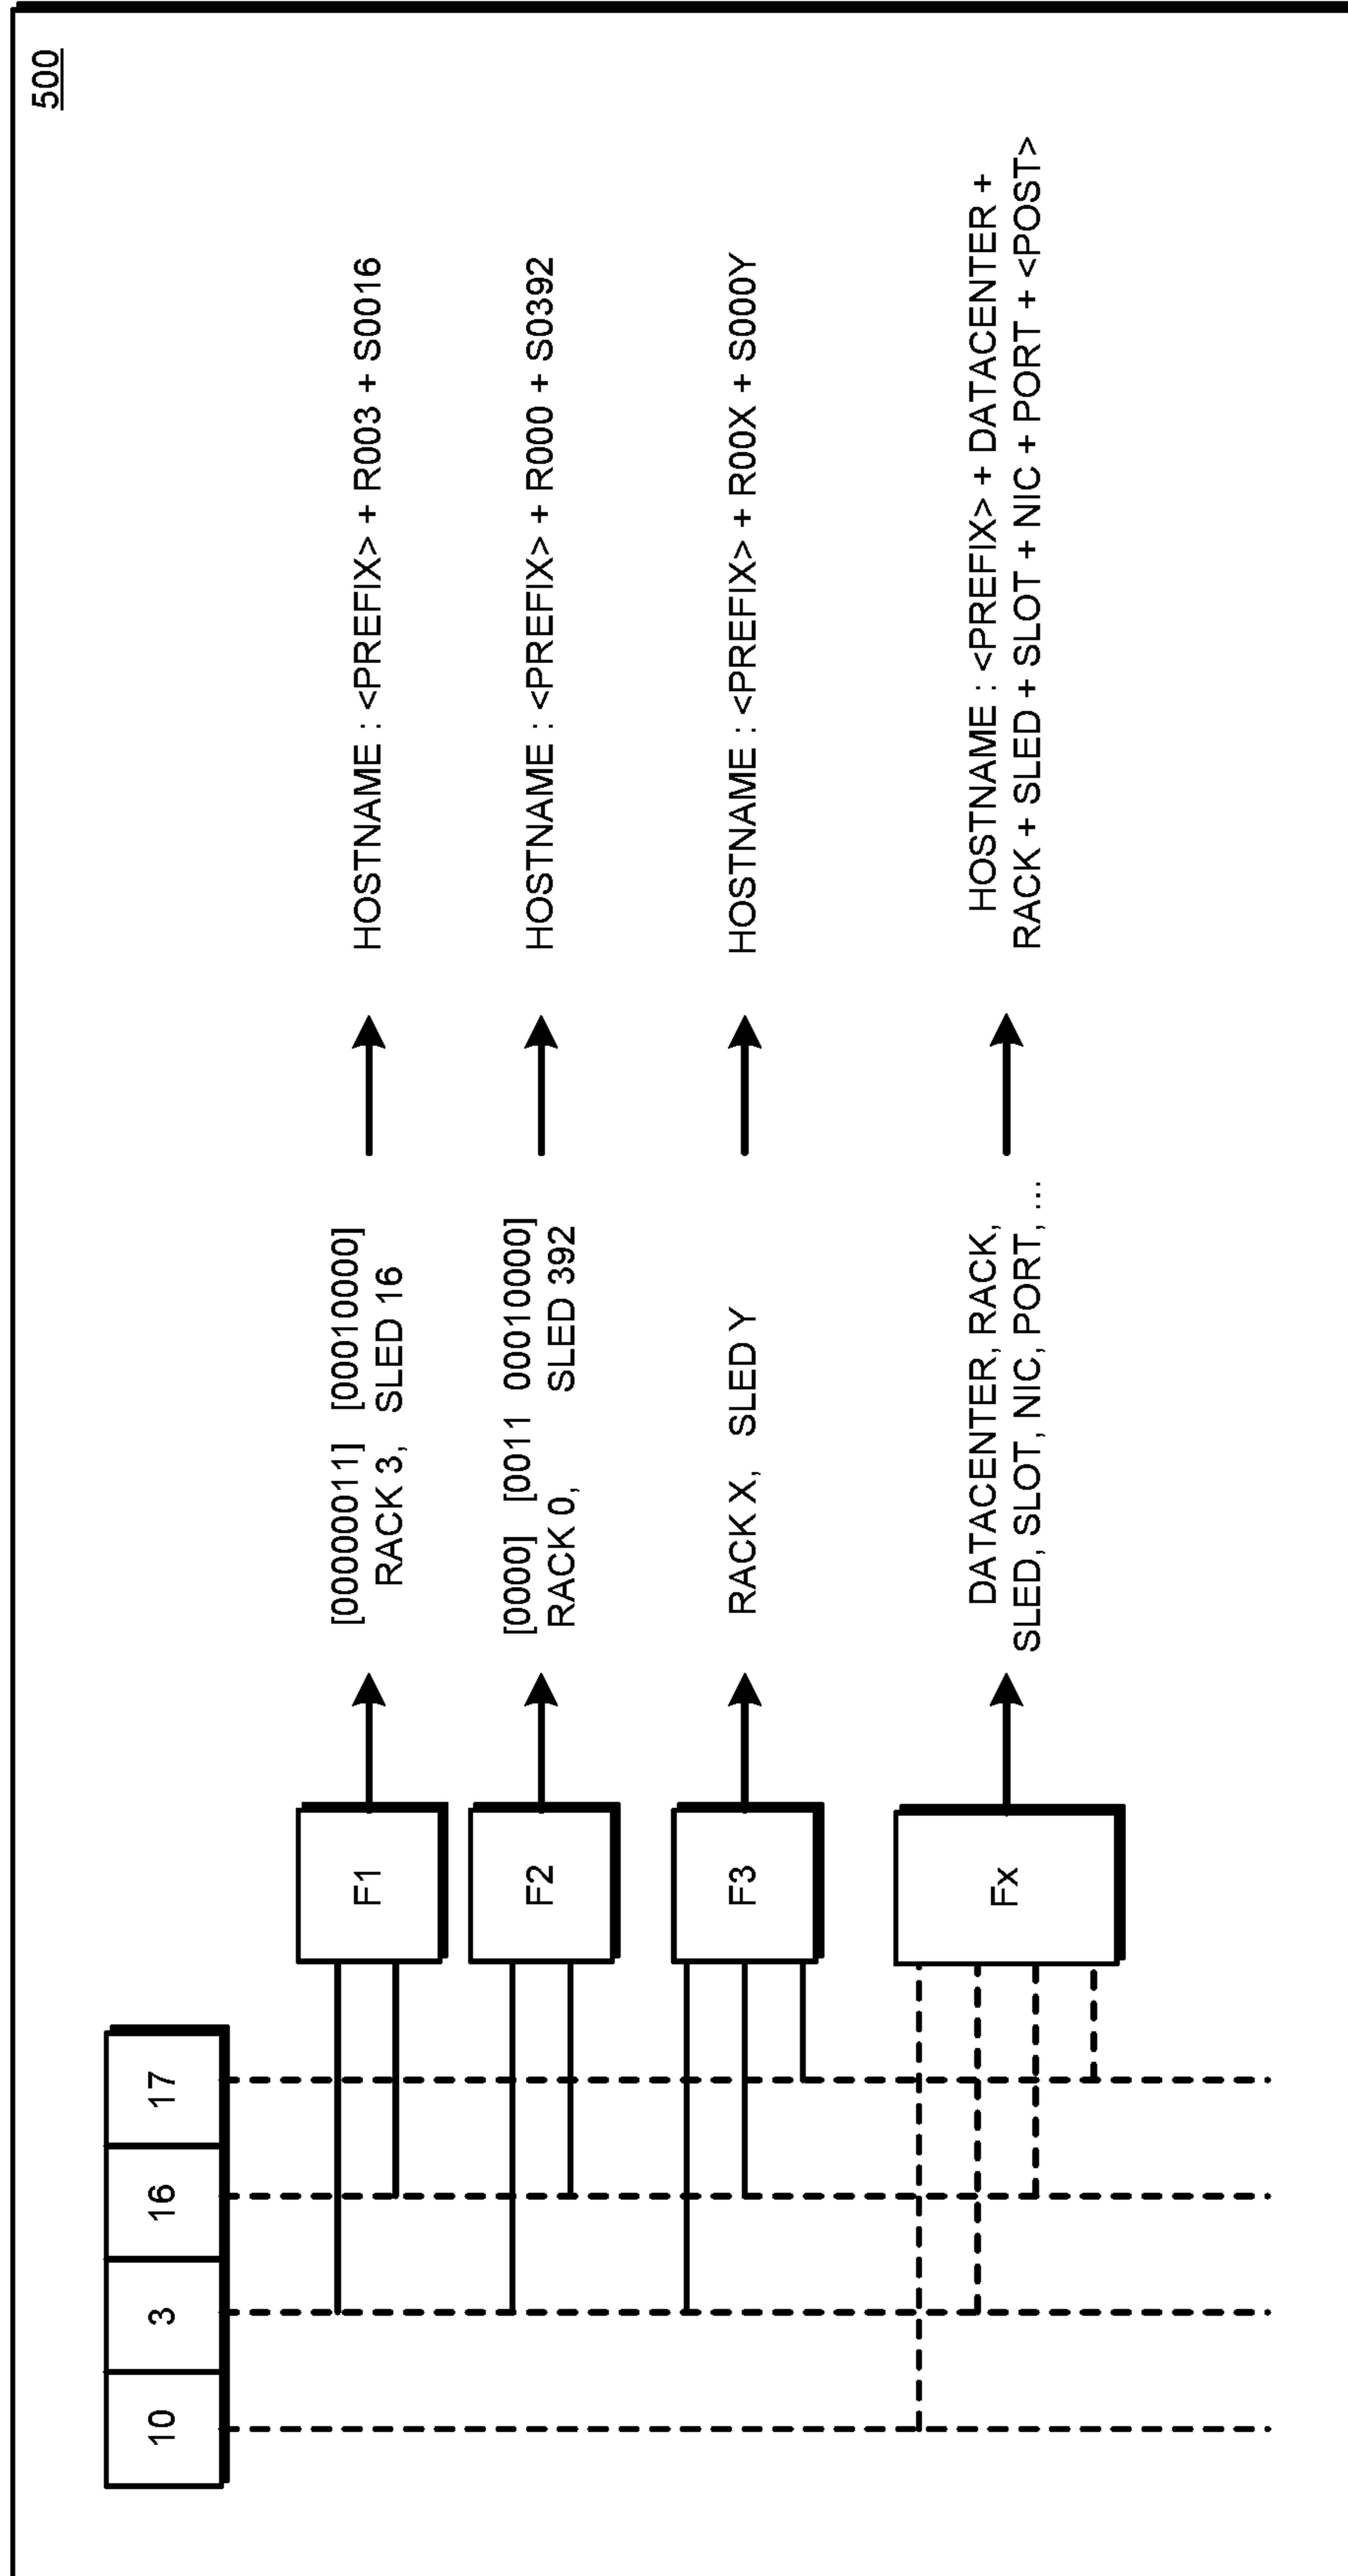 500
10 3 16 17
F1
[00000011] [00010000]
RACK 3, SLED 16
HOSTNAME : <PREFIX> + R003 + S0016
F2
[0000] [0011 00010000]
RACK 0, SLED 392
HOSTNAME : <PREFIX> + R000 + S0392
F3
RACK X, SLED Y
HOSTNAME : <PREFIX> + R00X + S000Y
Fx
DATACENTER, RACK,
SLED, SLOT, NIC, PORT, ...
HOSTNAME : <PREFIX> + DATACENTER +
RACK + SLED + SLOT + NIC + PORT + <POST>